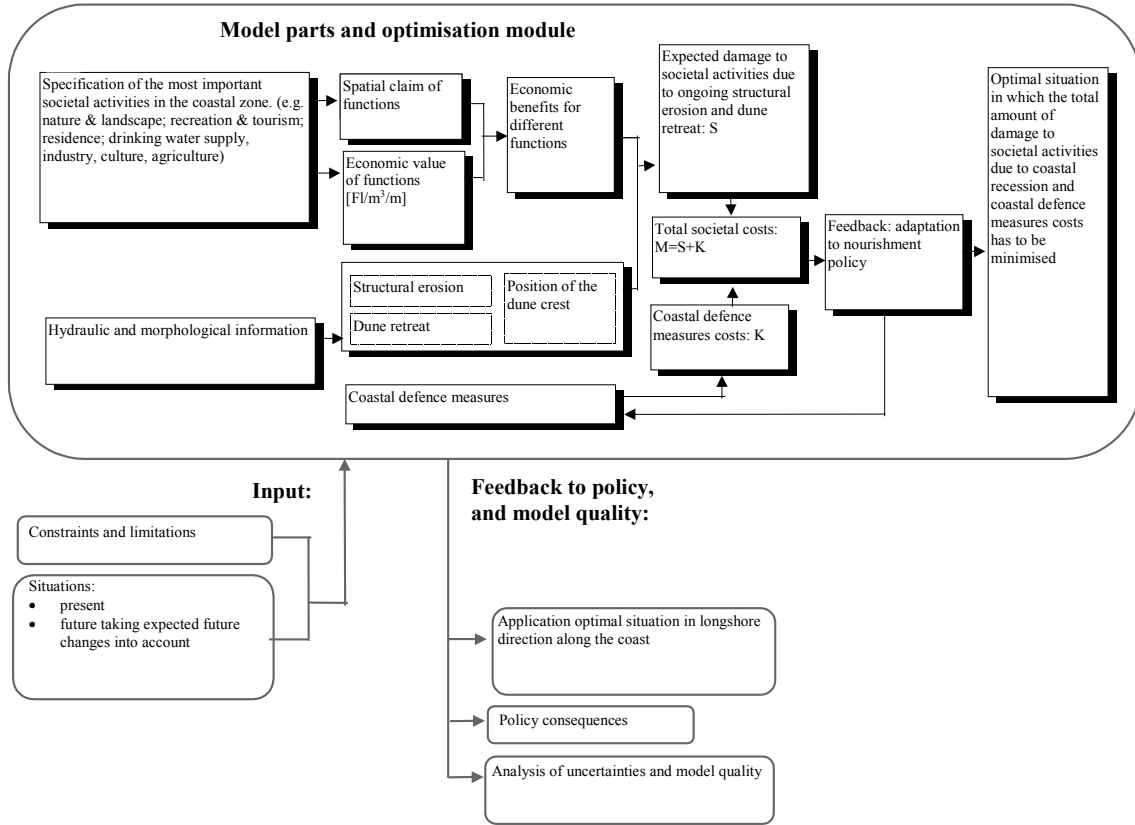 Model parts and optimisation module
Specification of the most important
societal activities in the coastal zone. (e.g.
nature & landscape; recreation & tourism;
residence; drinking water supply,
industry, culture, agriculture)
Spatial claim of
functions
Economic value
of functions
[Fl/m³/m]
Economic
benefits for
different
functions
Expected damage to
societal activities due
to ongoing structural
erosion and dune
retreat: S
Total societal costs:
M=S+K
Feedback: adaptation
to nourishment
policy
Optimal situation
in which the total
amount of
damage to
societal activities
due to coastal
recession and
coastal defence
measures costs
has to be
minimised
Hydraulic and morphological information
Structural erosion
Dune retreat
Position of the
dune crest
Coastal defence
measures costs: K
Coastal defence measures
Input:
Constraints and limitations
Situations:
• present
• future taking expected future
changes into account
Feedback to policy,
and model quality:
Application optimal situation in longshore
direction along the coast
Policy consequences
Analysis of uncertainties and model quality